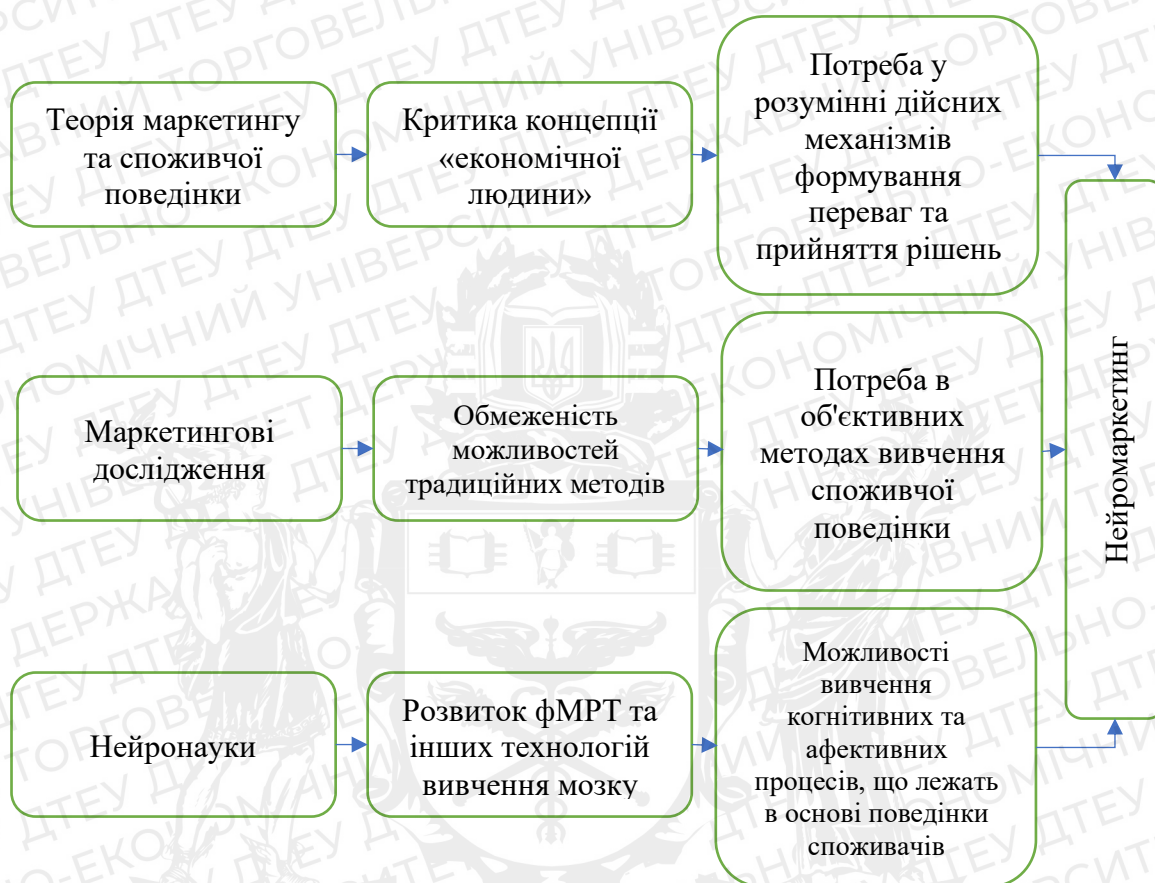 Теорія маркетингу
та споживчої
поведінки
Критика концепції
«економічної
людини»
Потреба у
розумінні дійсних
механізмів
формування
переваг та
прийняття рішень
Маркетингові
дослідження
Обмеженість
можливостей
традиційних методів
Потреба в
об'єктивних
методах вивчення
споживчої
поведінки
Нейронауки
Розвиток фМРТ та
інших технологій
вивчення мозку
Можливості
вивчення
когнітивних та
афективних
процесів, що лежать
в основі поведінки
споживачів
Нейромаркетинг